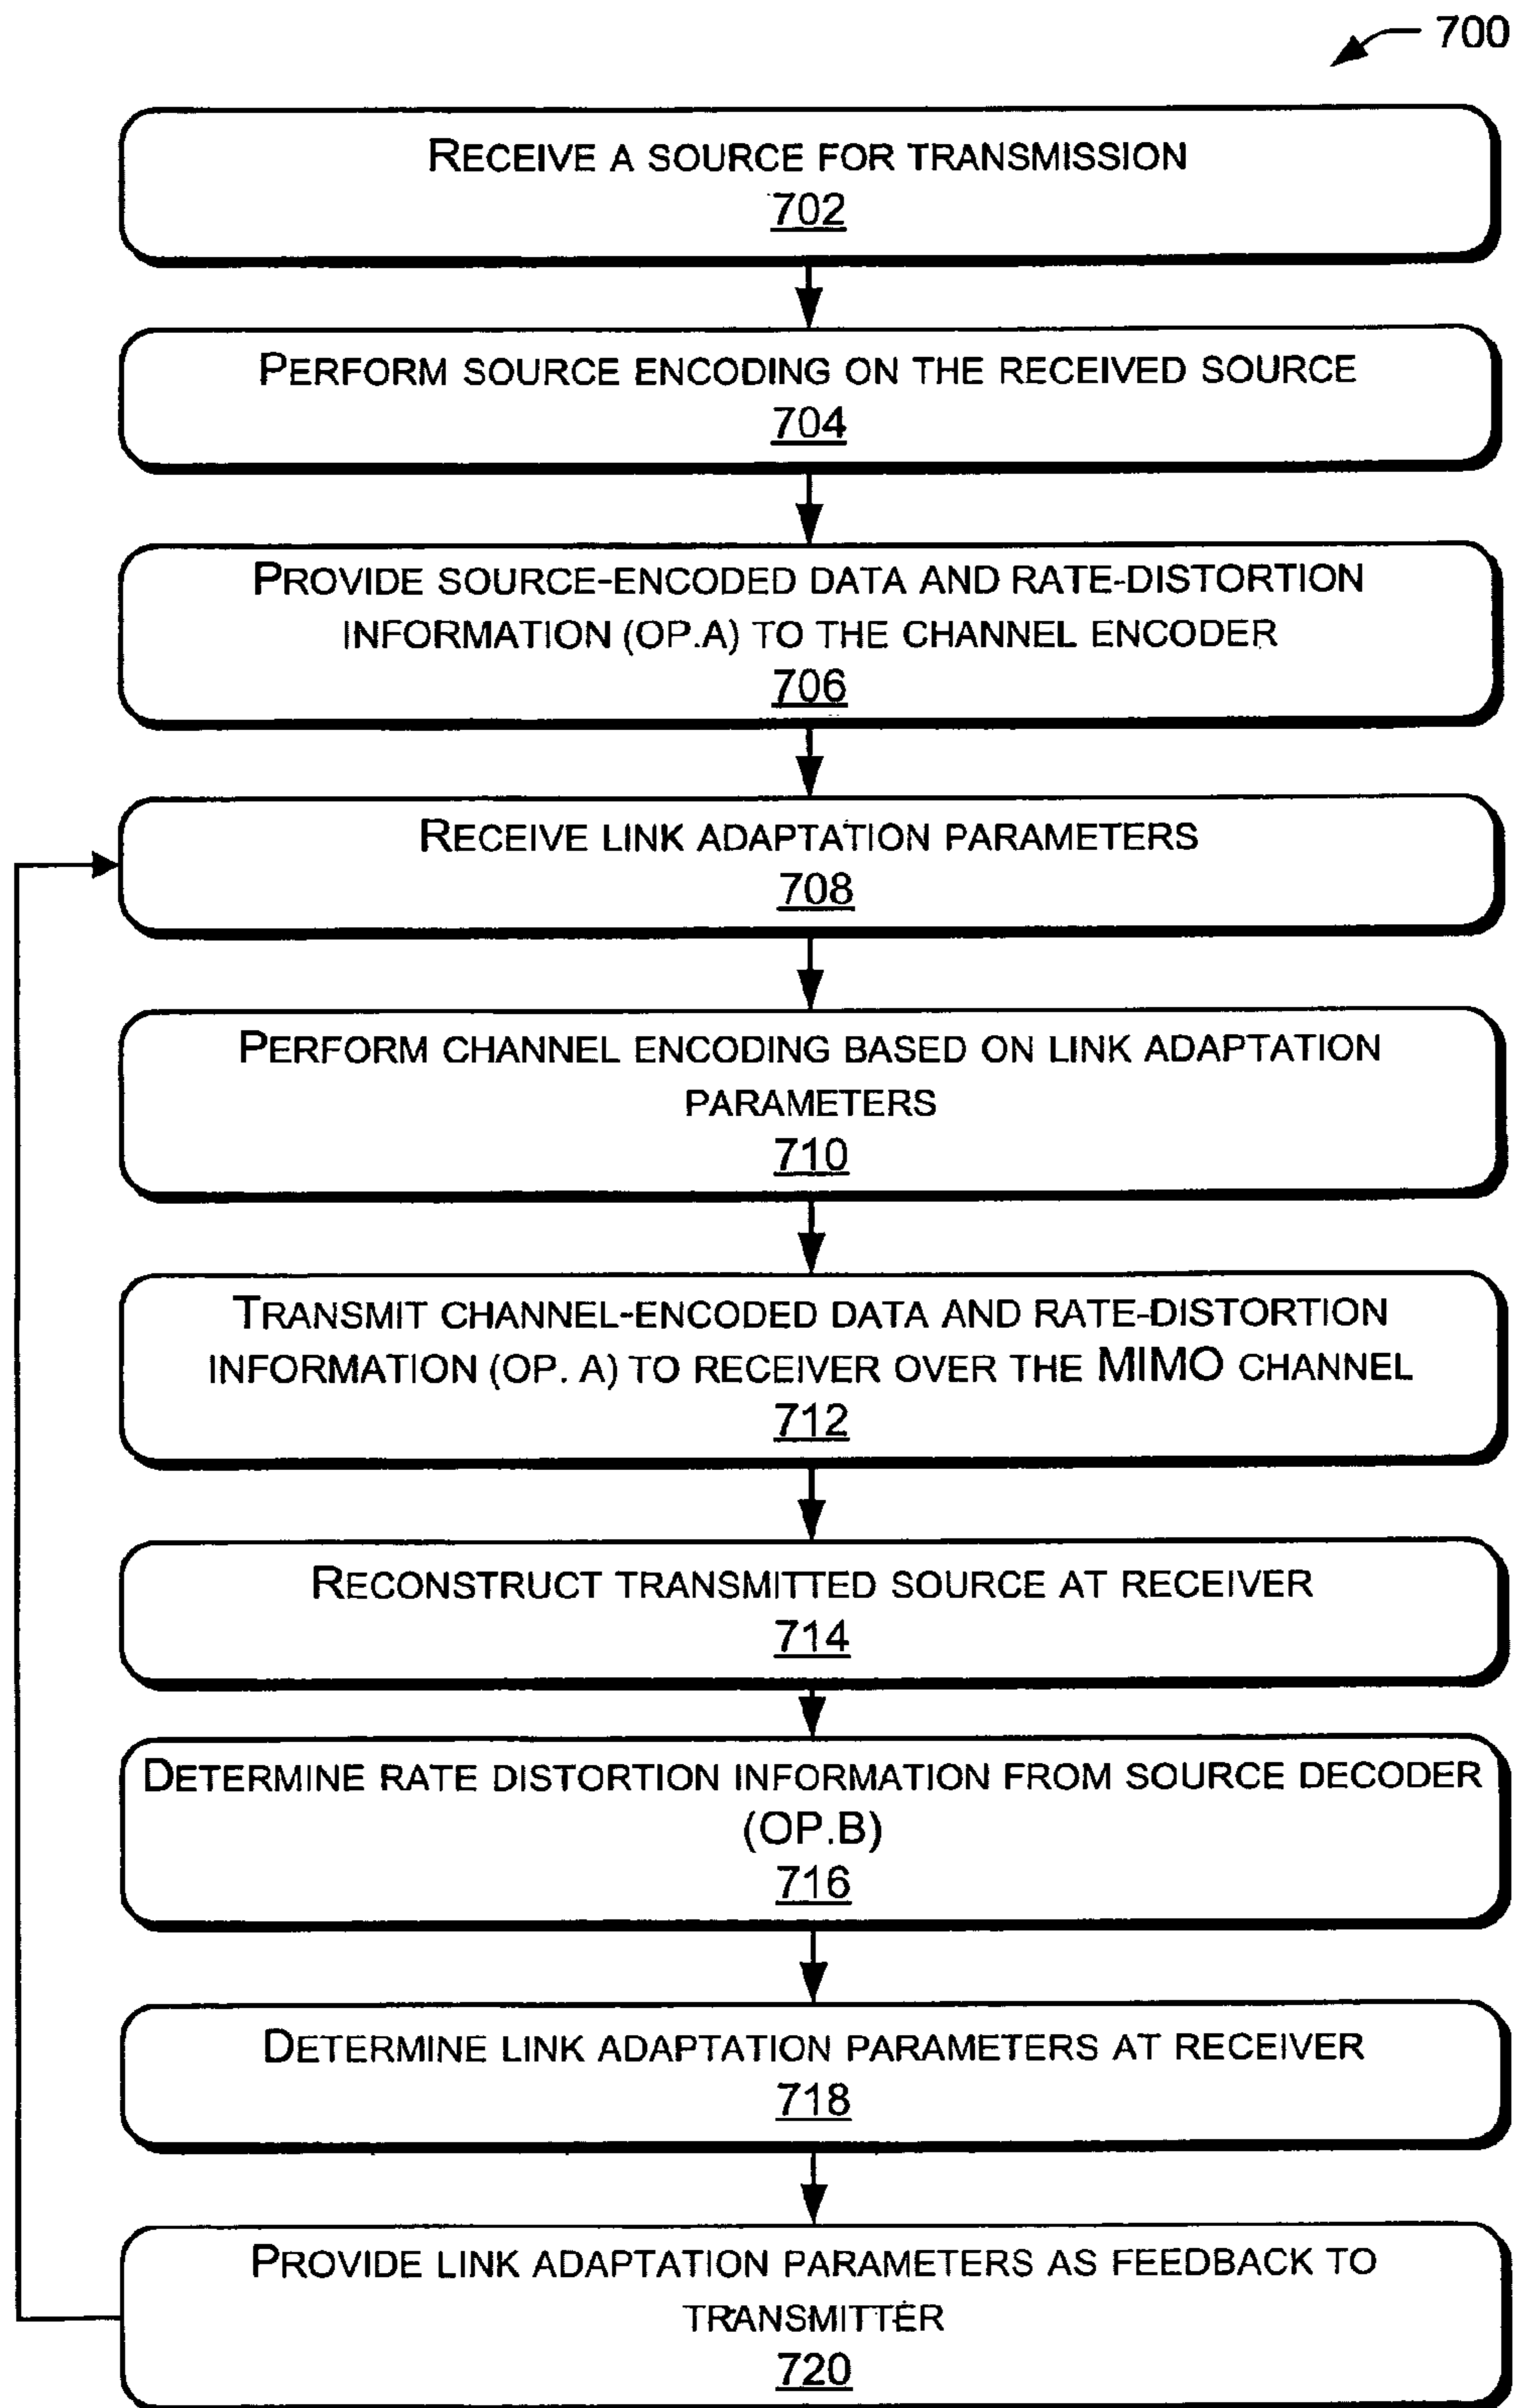 700
RECEIVE A SOURCE FOR TRANSMISSION
702
PERFORM SOURCE ENCODING ON THE RECEIVED SOURCE
704
PROVIDE SOURCE-ENCODED DATA AND RATE-DISTORTION
INFORMATION (OP.A) TO THE CHANNEL ENCODER
706
RECEIVE LINK ADAPTATION PARAMETERS
708
PERFORM CHANNEL ENCODING BASED ON LINK ADAPTATION
PARAMETERS
710
TRANSMIT CHANNEL-ENCODED DATA AND RATE-DISTORTION
INFORMATION (OP. A) TO RECEIVER OVER THE MIMO CHANNEL
712
RECONSTRUCT TRANSMITTED SOURCE AT RECEIVER
714
DETERMINE RATE DISTORTION INFORMATION FROM SOURCE DECODER
(OP.B)
716
DETERMINE LINK ADAPTATION PARAMETERS AT RECEIVER
718
PROVIDE LINK ADAPTATION PARAMETERS AS FEEDBACK TO
TRANSMITTER
720